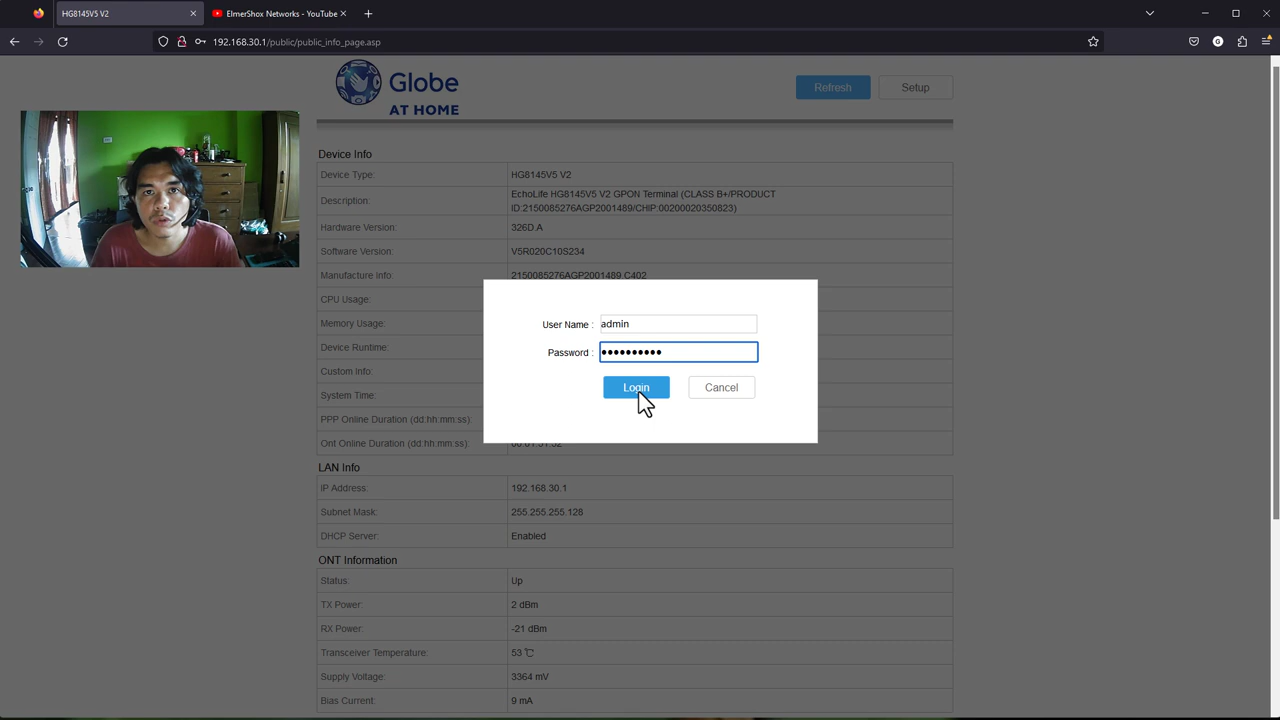 HG8145V5 V2
ElmerShox Networks - YouTube
192.168.30.1/public/public_info_page.asp
Globe
AT HOME
Refresh
Setup
Device Info
Device Type:
HG8145V5 V2
Description:
EchoLife HG8145V5 V2 GPON Terminal (CLASS B+/PRODUCT
ID:2150085276AGP2001489/CHIP:00200020350823)
Hardware Version:
326D.A
Software Version:
V5R020C10S234
Manufacture Info:
2150085276AGP2001489.C402
CPU Usage:
Memory Usage:
Device Runtime:
Custom Info:
System Time:
PPP Online Duration (dd:hh:mm:ss):
Ont Online Duration (dd:hh:mm:ss):
User Name :
admin
Password :
Login
Cancel
LAN Info
IP Address:
192.168.30.1
Subnet Mask:
255.255.255.128
DHCP Server:
Enabled
ONT Information
Status:
Up
TX Power:
2 dBm
RX Power:
-21 dBm
Transceiver Temperature:
53 ℃
Supply Voltage:
3364 mV
Bias Current:
9 mA